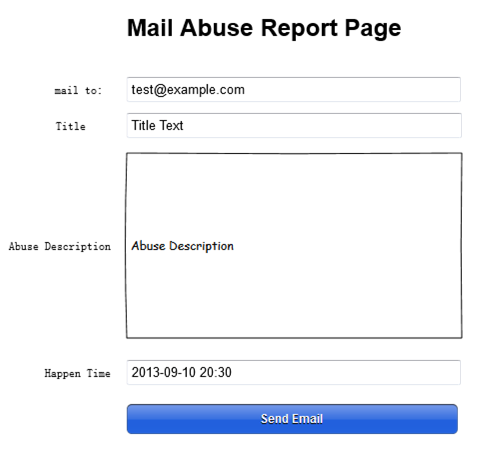 Mail Abuse Report Page
mail to: test@example.com
Title Title Text
Abuse Description Abuse Description
Happen Time 2013-09-10 20:30
Send Email